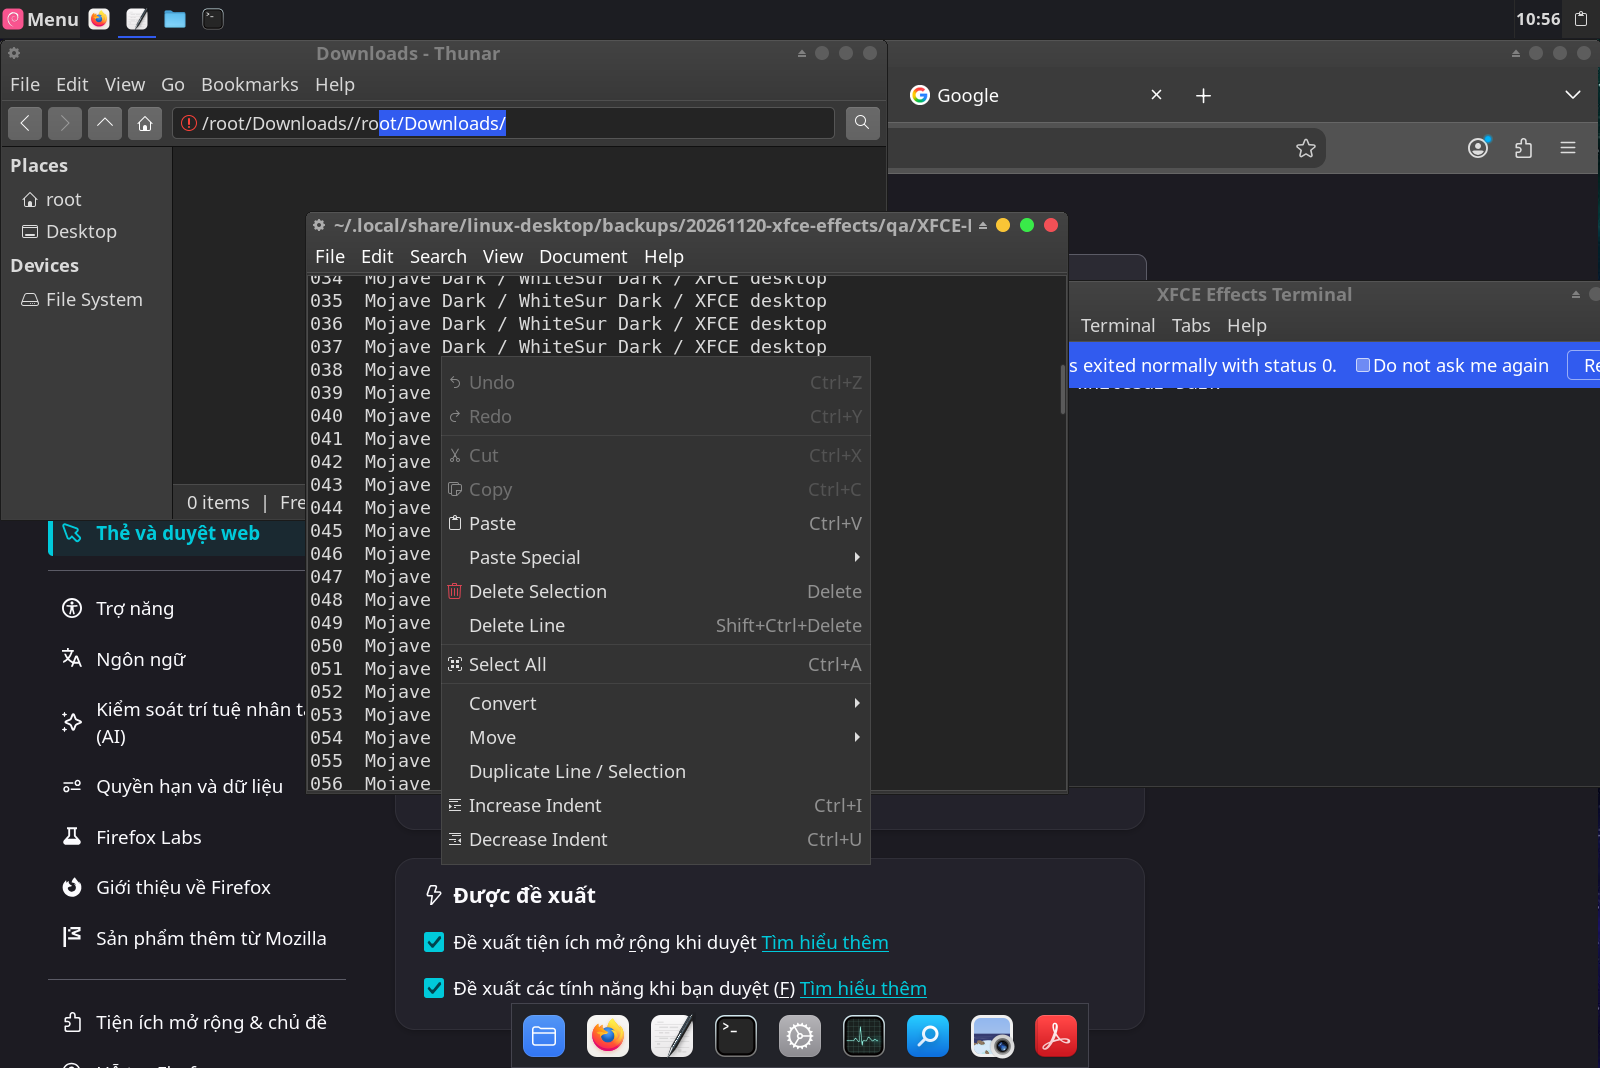 Menu
10:56
Downloads - Thunar
File Edit View Go Bookmarks Help
/root/Downloads//root/Downloads/
Places
root
Desktop
Devices
File System
0 items | Fre
Google
~/.local/share/linux-desktop/backups/20261120-xfce-effects/qa/XFCE-
File Edit Search View Document Help
034 Mojave Dark / WhiteSur Dark / XFCE desktop
035 Mojave Dark / WhiteSur Dark / XFCE desktop
036 Mojave Dark / WhiteSur Dark / XFCE desktop
037 Mojave Dark / WhiteSur Dark / XFCE desktop
038 Mojave
039 Mojave
040 Mojave
041 Mojave
042 Mojave
043 Mojave
044 Mojave
045 Mojave
046 Mojave
047 Mojave
048 Mojave
049 Mojave
050 Mojave
051 Mojave
052 Mojave
053 Mojave
054 Mojave
055 Mojave
056 Mojave
Undo Ctrl+Z
Redo Ctrl+Y
Cut Ctrl+X
Copy Ctrl+C
Paste Ctrl+V
Paste Special
Delete Selection Delete
Delete Line Shift+Ctrl+Delete
Select All Ctrl+A
Convert
Move
Duplicate Line / Selection
Increase Indent Ctrl+I
Decrease Indent Ctrl+U
XFCE Effects Terminal
Terminal Tabs Help
s exited normally with status 0. Do not ask me again Re
Thẻ và duyệt web
Trợ năng
Ngôn ngữ
Kiểm soát trí tuệ nhân
(AI)
Quyền hạn và dữ liệu
Firefox Labs
Giới thiệu về Firefox
Sản phẩm thêm từ Mozilla
Tiện ích mở rộng & chủ đề
Được đề xuất
Đề xuất tiện ích mở rộng khi duyệt Tìm hiểu thêm
Đề xuất các tính năng khi bạn duyệt (F) Tìm hiểu thêm